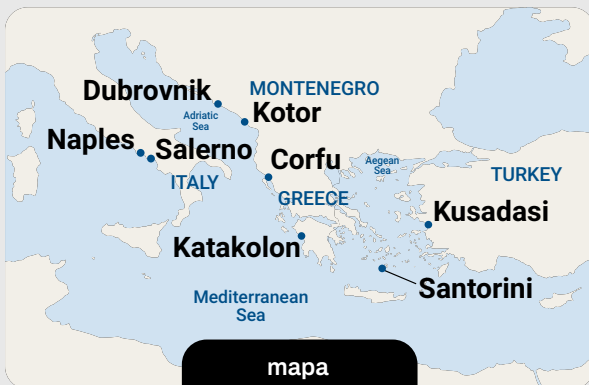 Dubrovnik
MONTENEGRO
Adriatic
Sea
Kotor
Naples
Salerno
Corfu
Aegean
Sea
ITALY
GREECE
TURKEY
Kusadasi
Katakolon
Santorini
Mediterranean
Sea
mapa